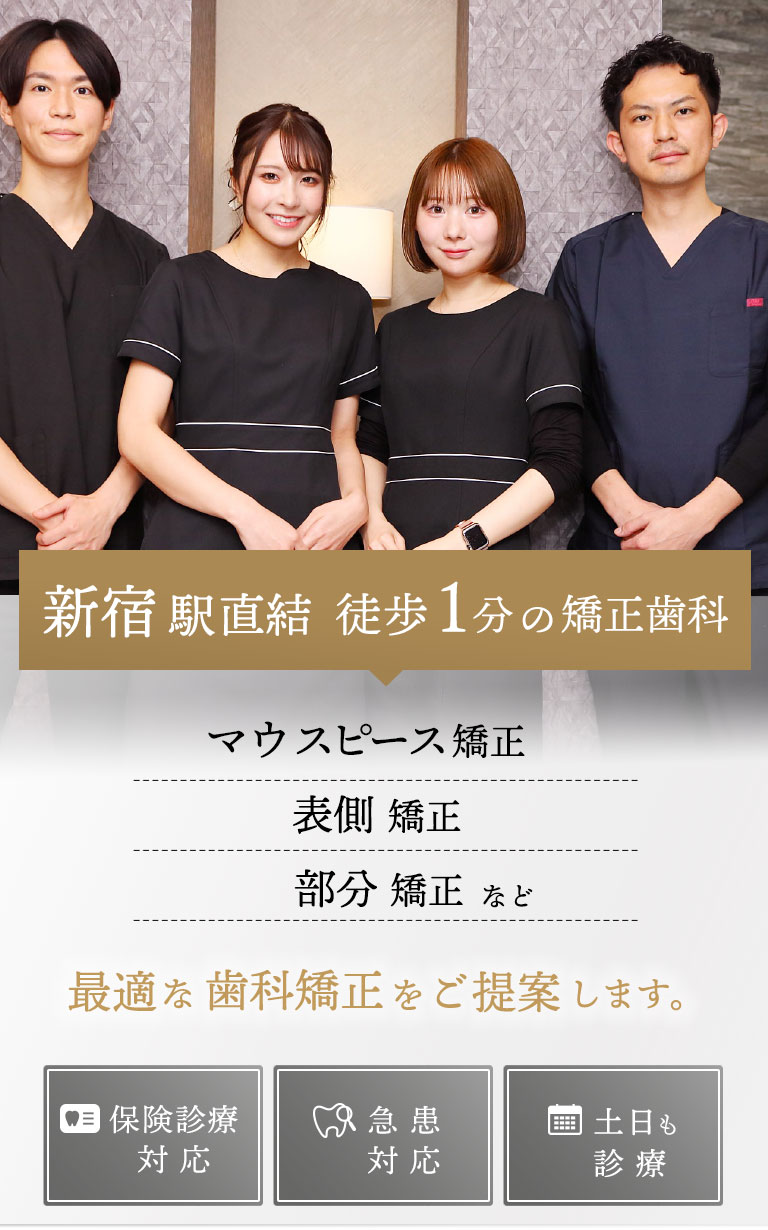 新宿駅直結 徒歩1分の矯正歯科
マウスピース矯正
表側矯正
部分矯正など
最適な歯科矯正をご提案します。
保険診療
対応
急患
対応
土日も
診療